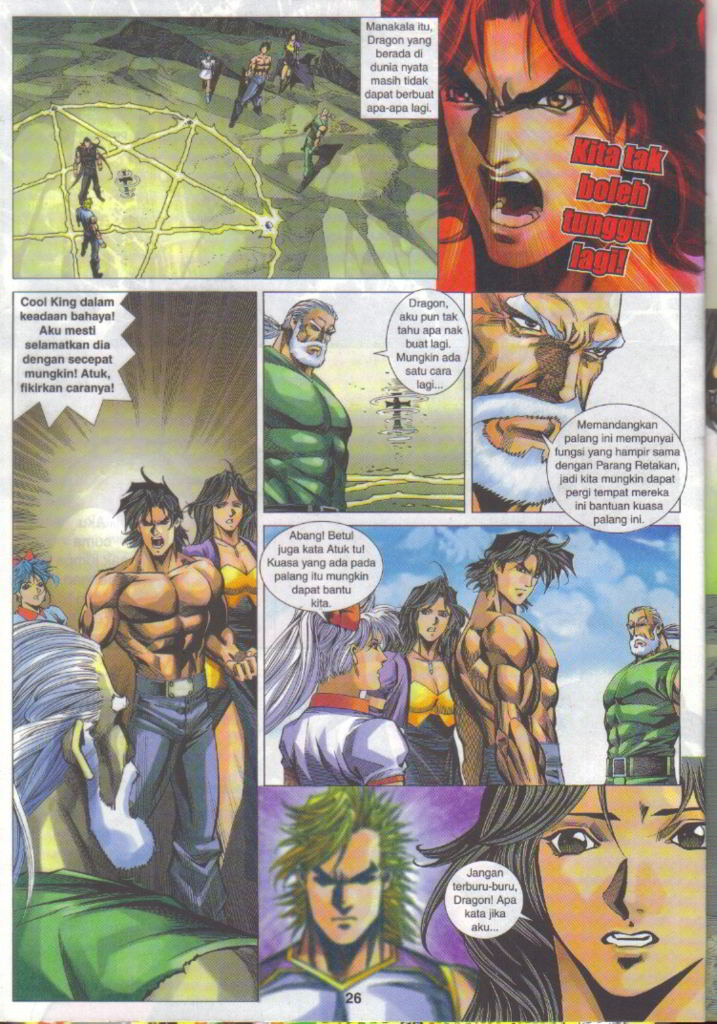 Manakala itu,
Dragon yang
berada di
dunia nyata
masih tidak
dapat berbuat
apa-apa lagi.
Kita tak
boleh
tunggu
lagi!
Cool King dalam
keadaan bahaya!
Aku mesti
selamatkan dia
dengan secepat
mungkin! Atuk,
fikirkan caranya!
Dragon,
aku pun tak
tahu apa nak
buat lagi.
Mungkin ada
satu cara
lagi...
Memandangkan
palang ini mempunyai
fungsi yang hampir sama
dengan Parang Retakan,
jadi kita mungkin dapat
pergi tempat mereka
ini bantuan kuasa
palang ini.
Abang! Betul
juga kata Atuk tu!
Kuasa yang ada pada
palang itu mungkin
dapat bantu
kita.
Jangan
terburu-buru,
Dragon! Apa
kata jika
aku...
26